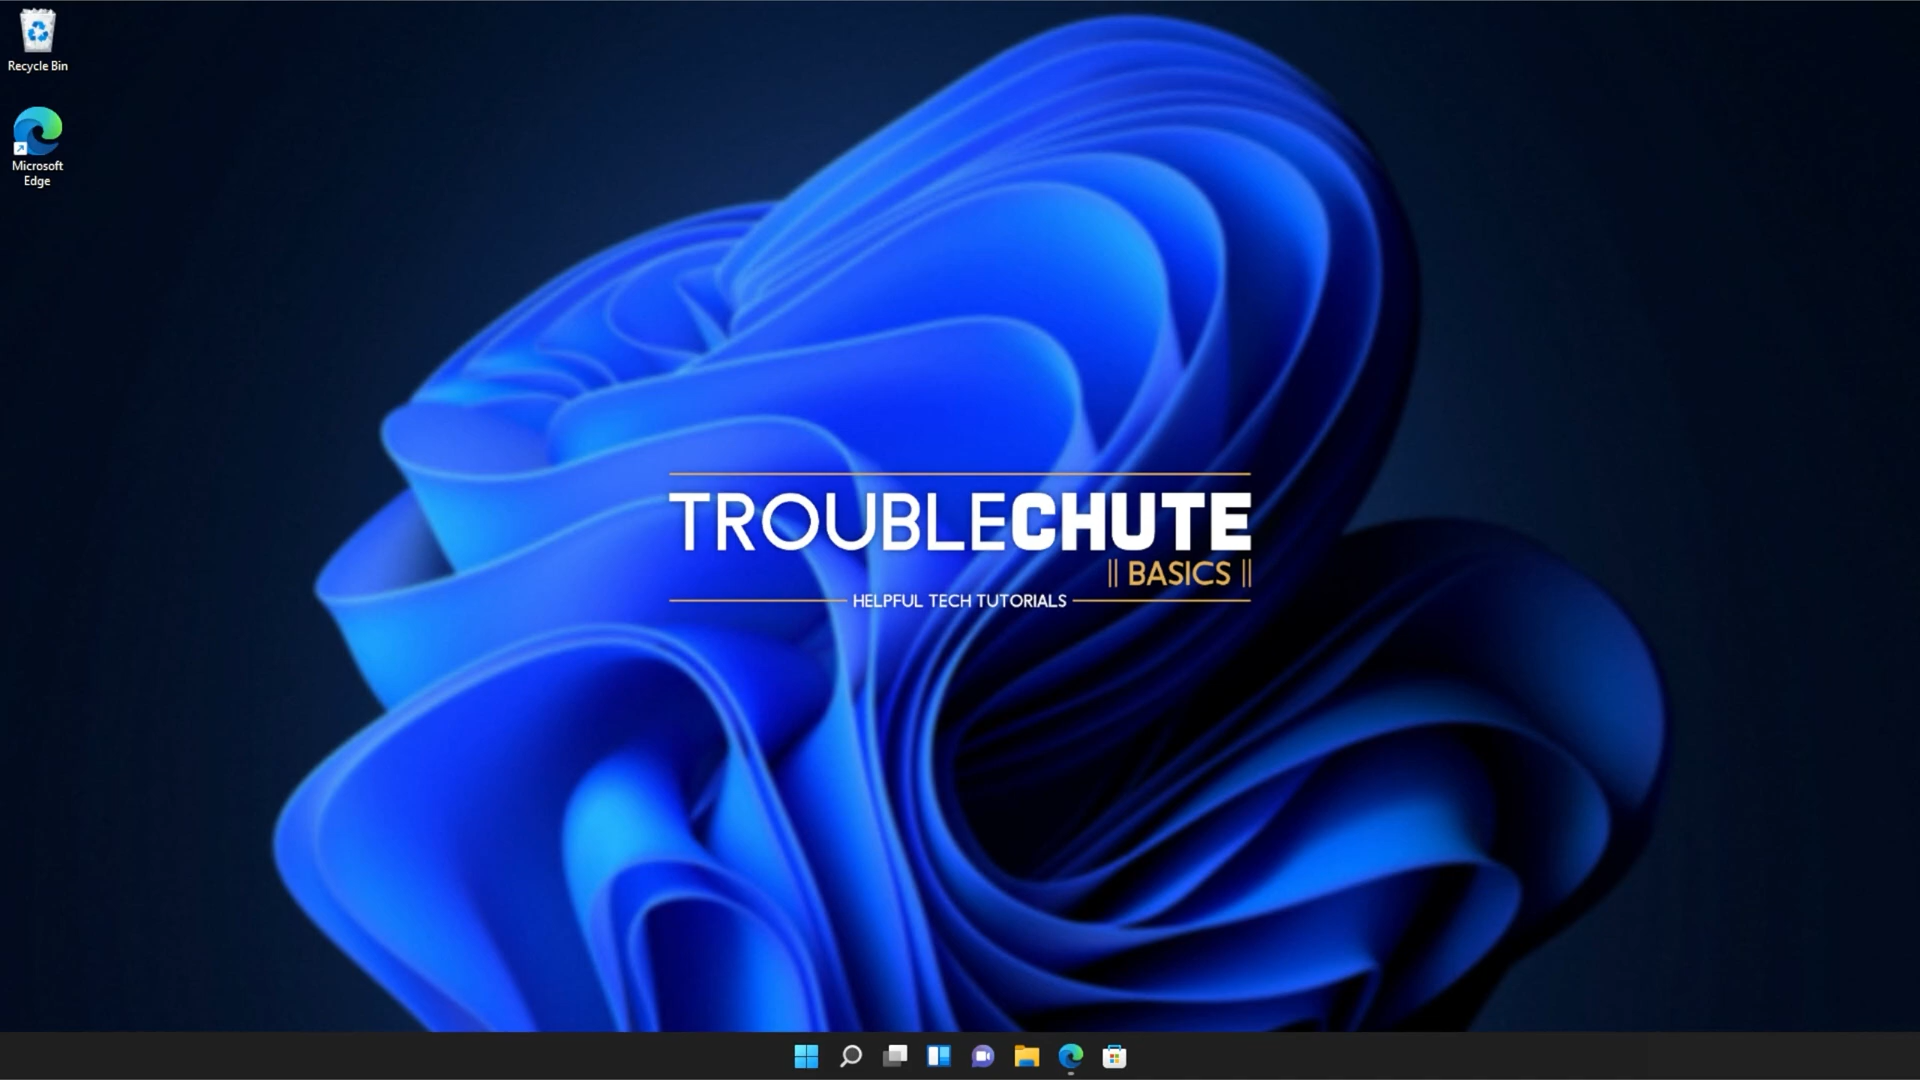 Recycle Bin
Microsoft
Edge
TROUBLECHUTE
|| BASICS ||
HELPFUL TECH TUTORIALS